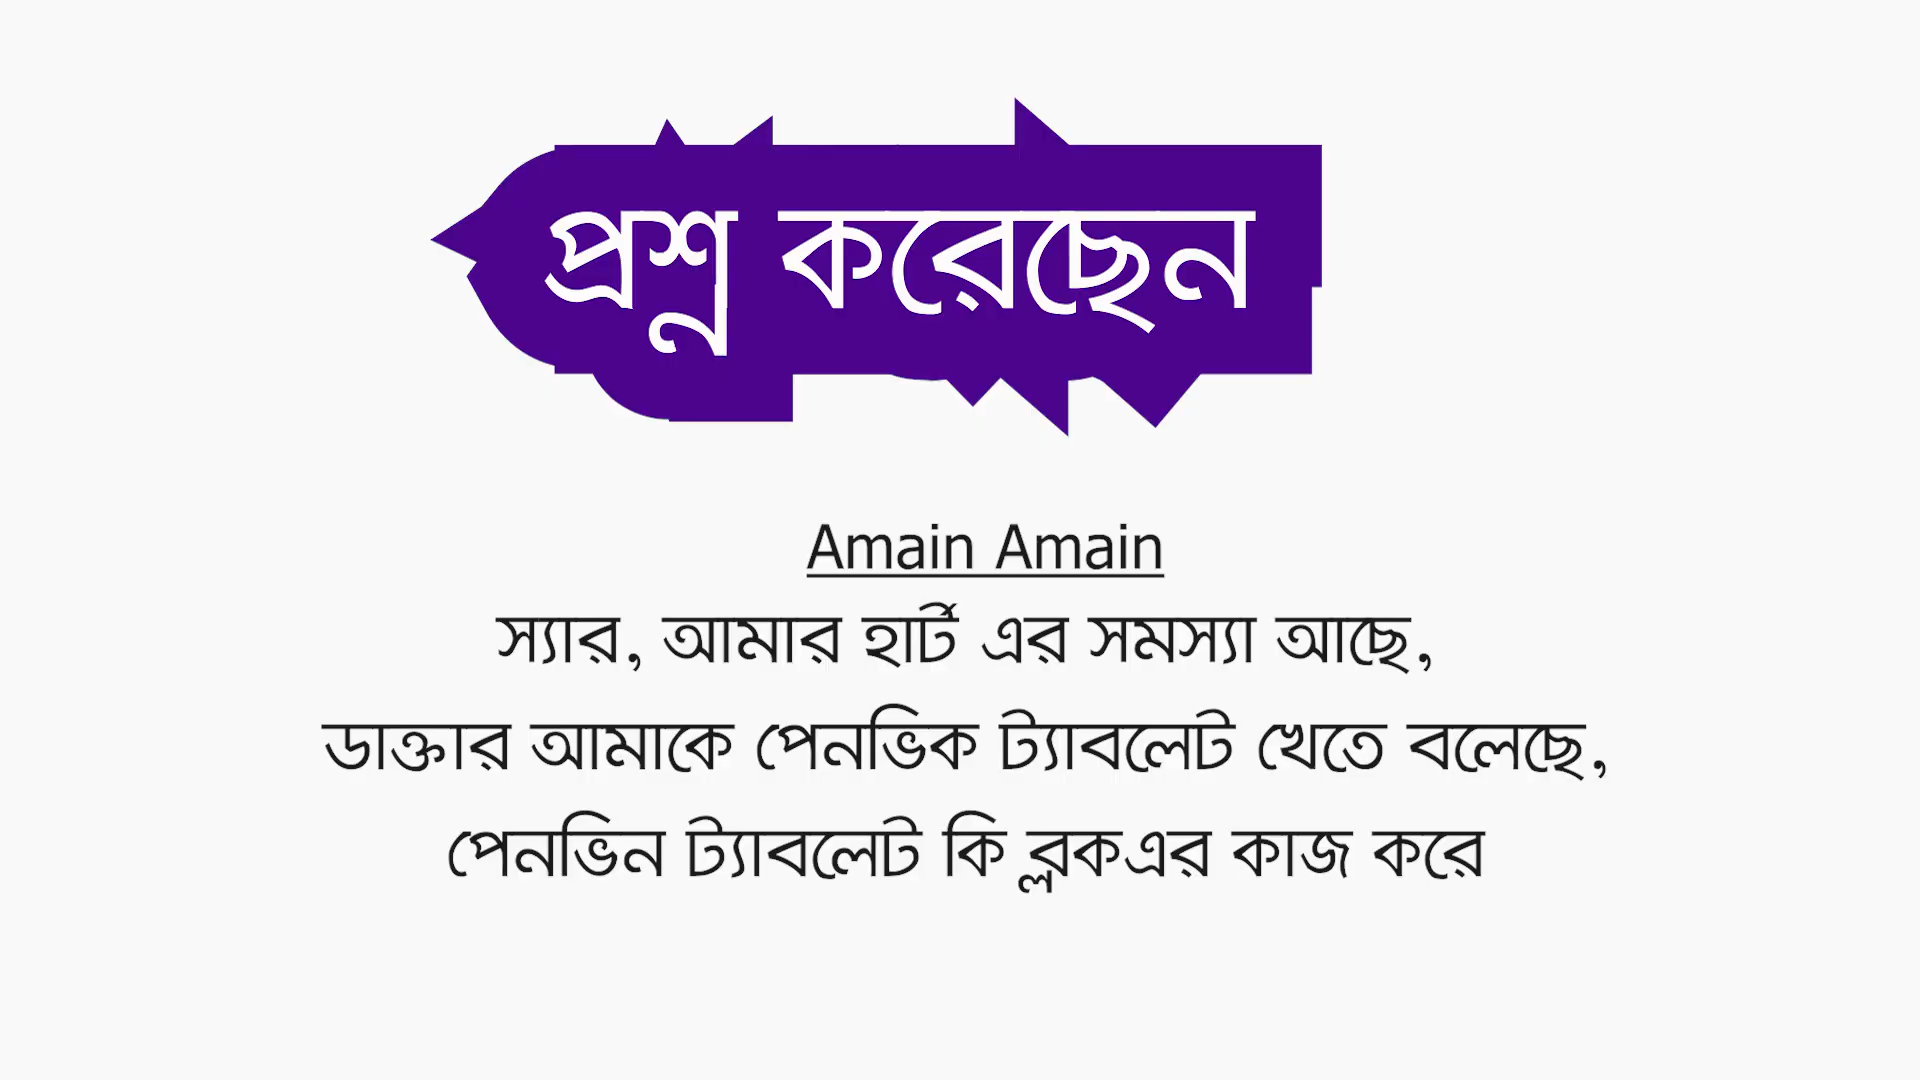 প্রশ্ন করেছেন
Amain Amain
স্যার, আমার হার্ট এর সমস্যা আছে,
ডাক্তার আমাকে পেনভিক ট্যাবলেট খেতে বলেছে,
পেনভিন ট্যাবলেট কি ব্লকএর কাজ করে